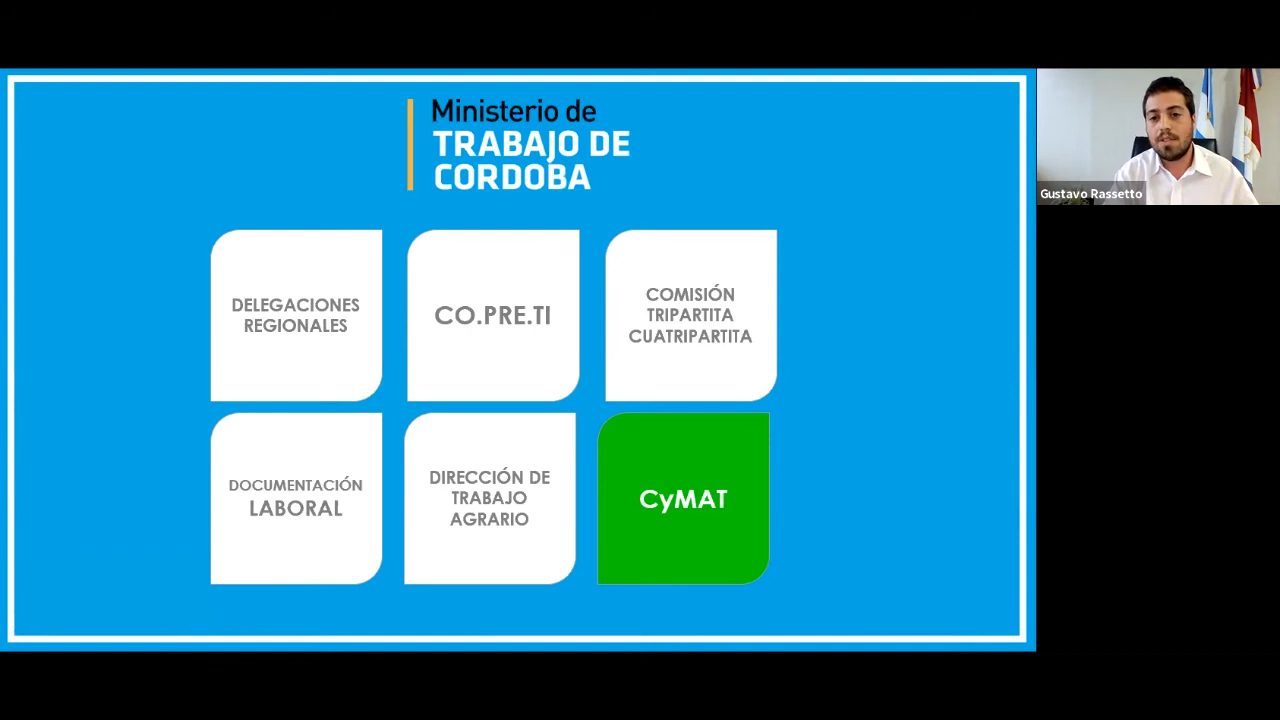 Ministerio de
TRABAJO DE
CORDOBA
Gustavo Rassetto
DELEGACIONES
REGIONALES
CO.PRE.TI
COMISIÓN
TRIPARTITA
CUATRIPARTITA
DOCUMENTACIÓN
LABORAL
DIRECCIÓN DE
TRABAJO
AGRARIO
CyMAT